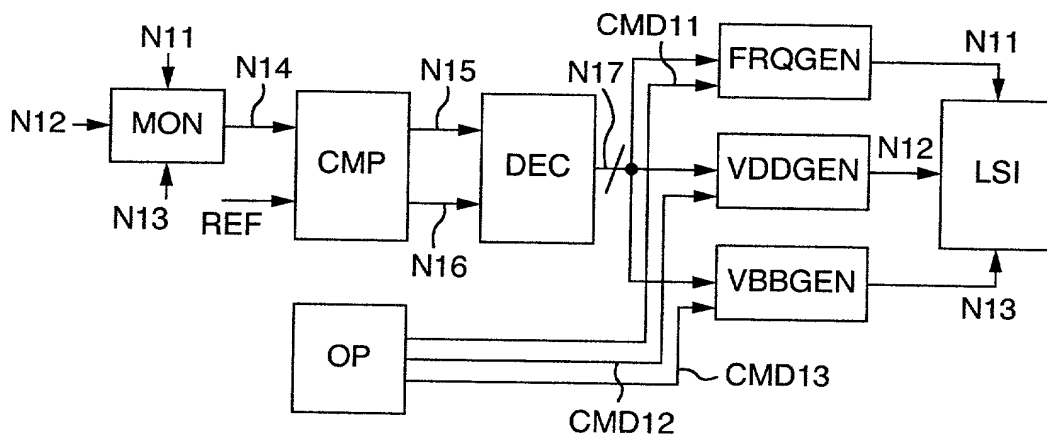 N11
N14
N12
MON
N13
REF
CMP
N15
N16
DEC
N17
CMD11
FRQGEN
N11
VDDGEN
N12
LSI
VBBGEN
N13
OP
CMD12
CMD13